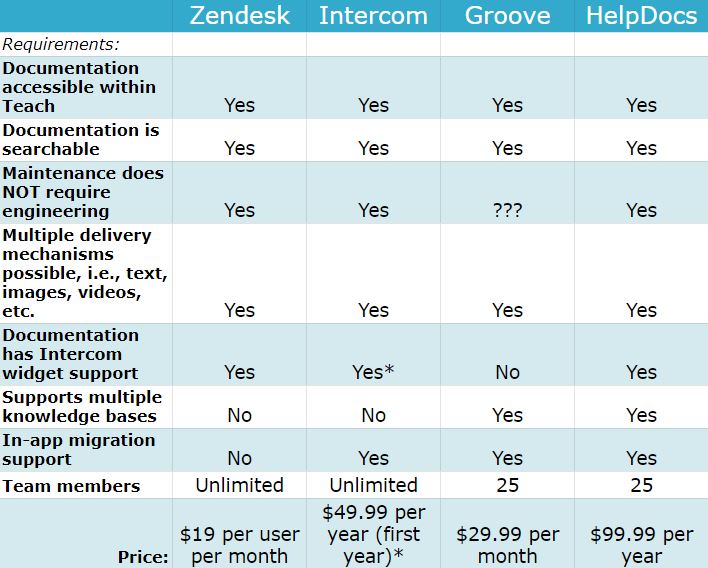 Zendesk Intercom Groove HelpDocs
Requirements:
Documentation
accessible within
Teach Yes Yes Yes Yes
Documentation is
searchable Yes Yes Yes Yes
Maintenance does
NOT require
engineering Yes Yes ??? Yes
Multiple delivery
mechanisms
possible, i.e., text,
images, videos,
etc. Yes Yes Yes Yes
Documentation
has Intercom
widget support Yes Yes* No Yes
Supports multiple
knowledge bases No No Yes Yes
In-app migration
support No Yes Yes Yes
Team members Unlimited Unlimited 25 25
Price: $19 per user
per month
$49.99 per
year (first
year)*
$29.99 per
month
$99.99 per
year